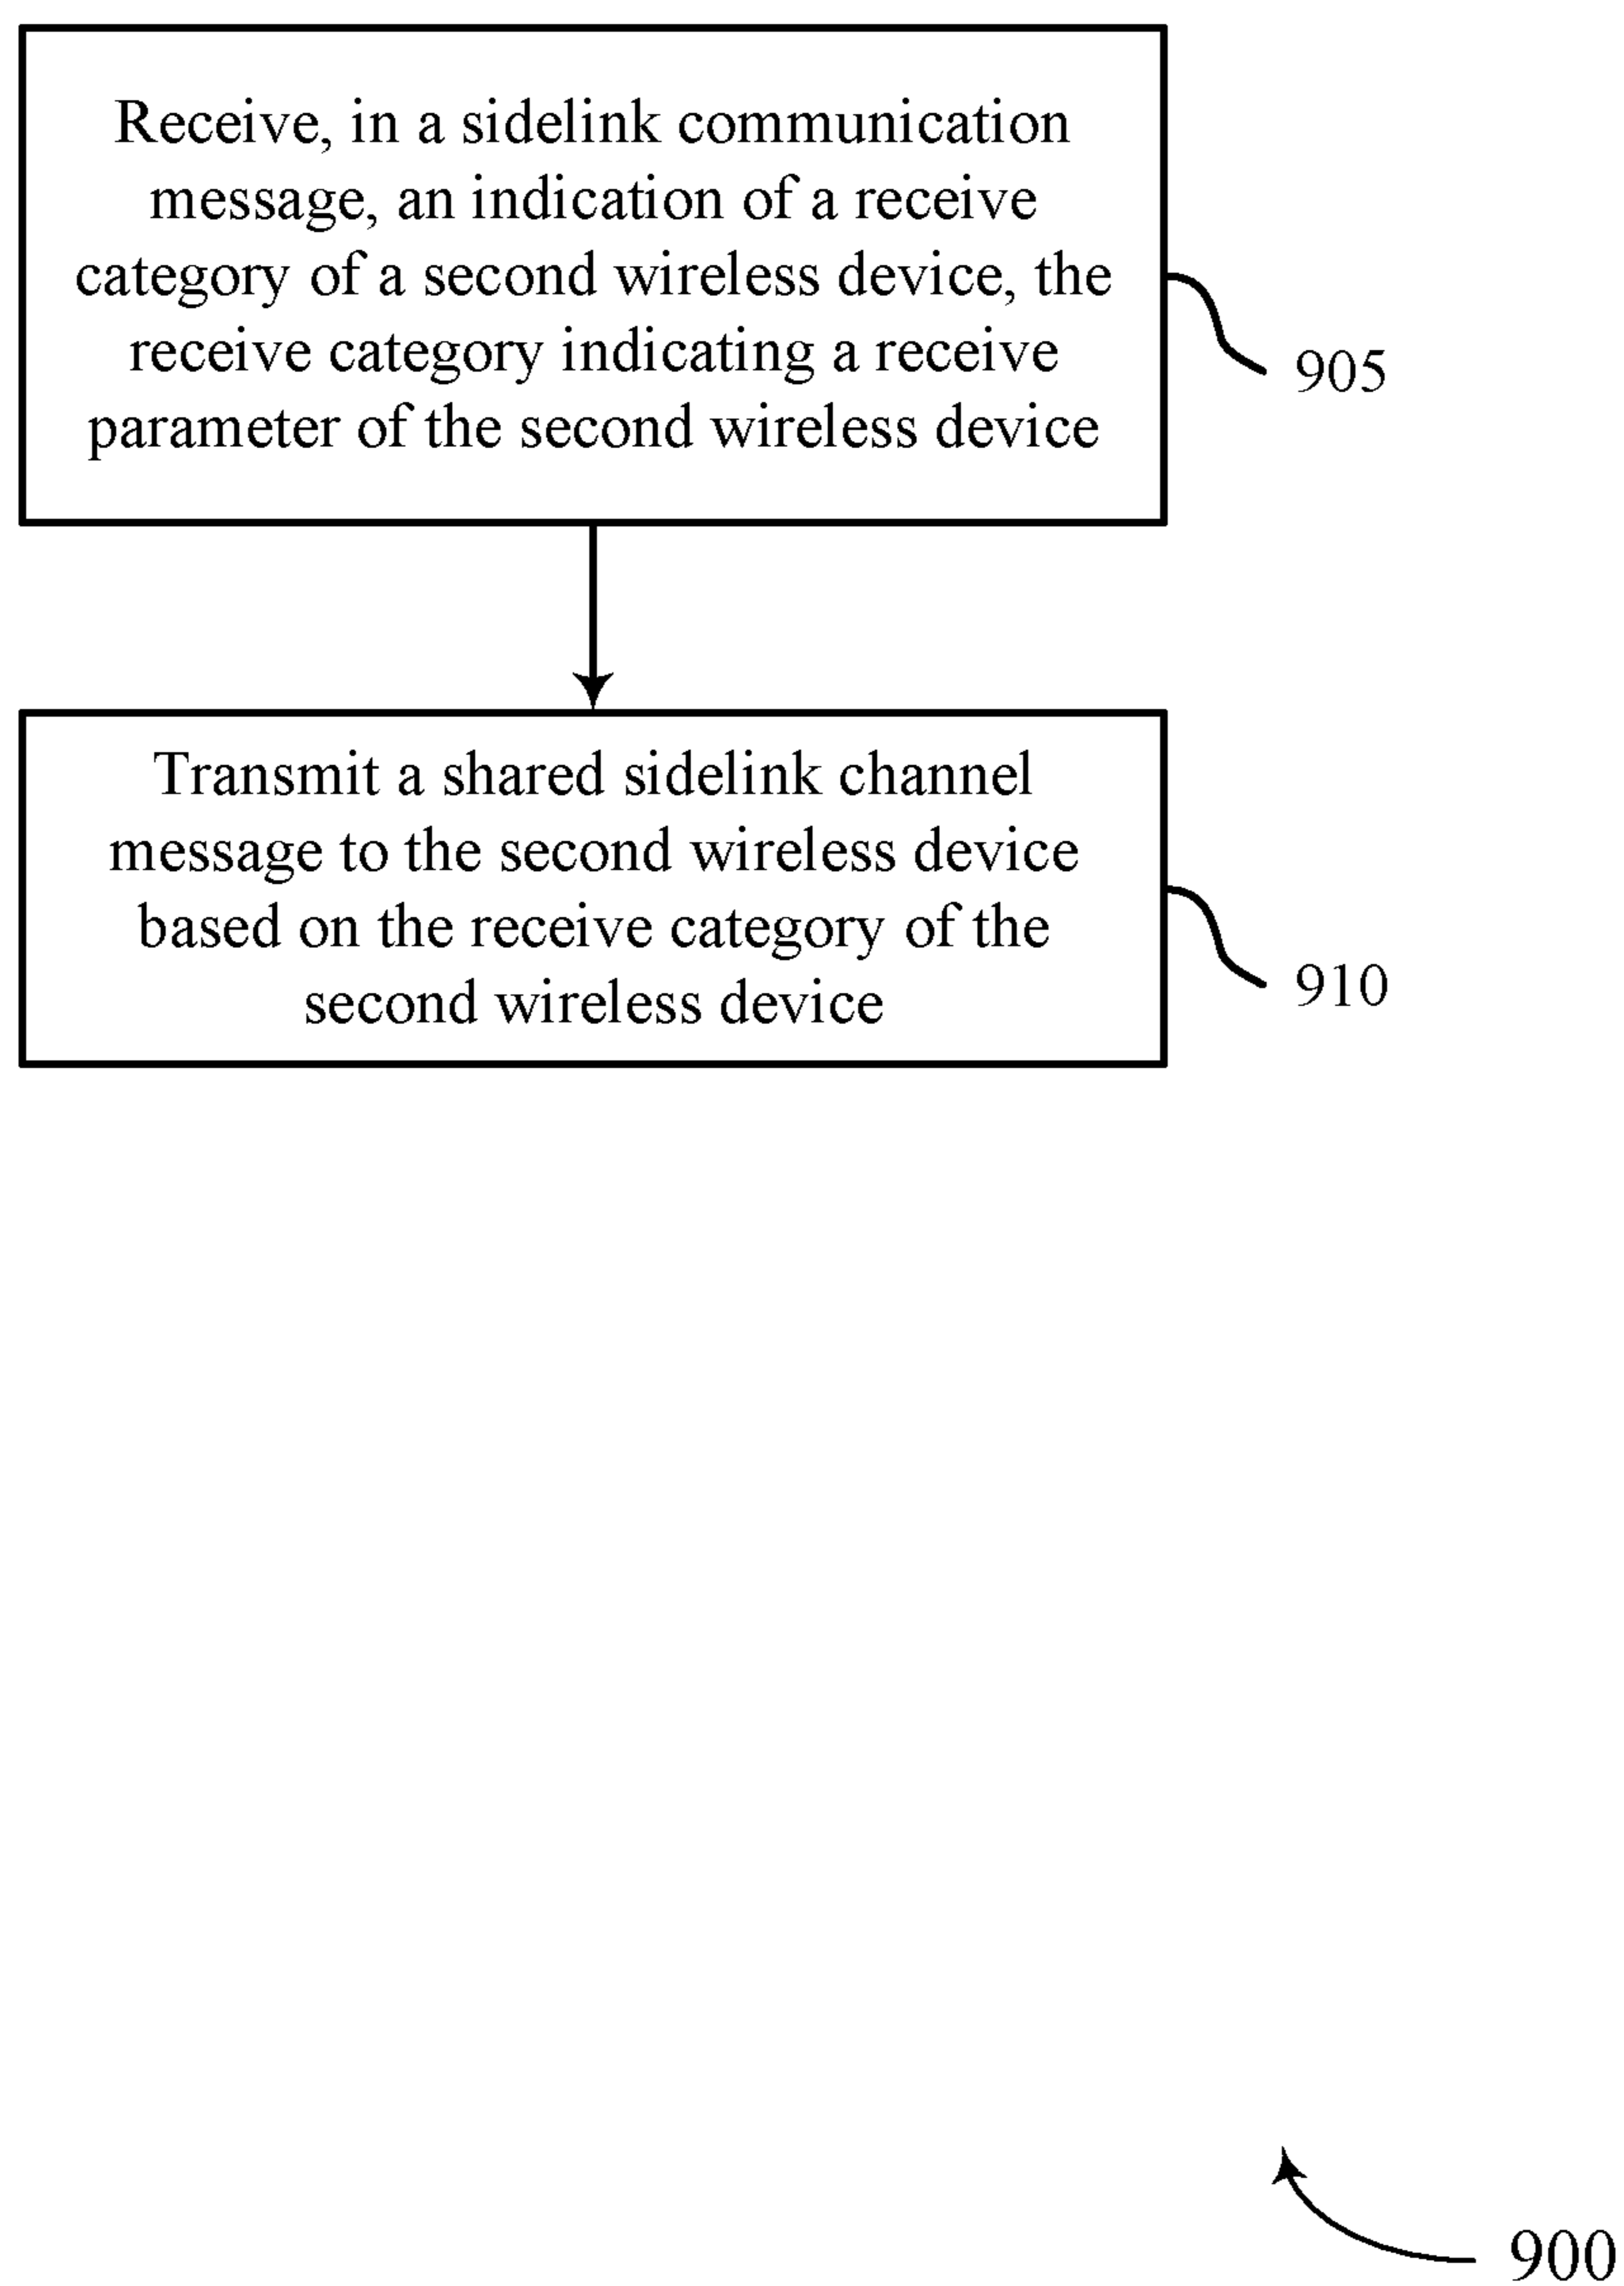 Receive, in a sidelink communication
message, an indication of a receive
category of a second wireless device, the
receive category indicating a receive
parameter of the second wireless device
905
Transmit a shared sidelink channel
message to the second wireless device
based on the receive category of the
second wireless device
910
900